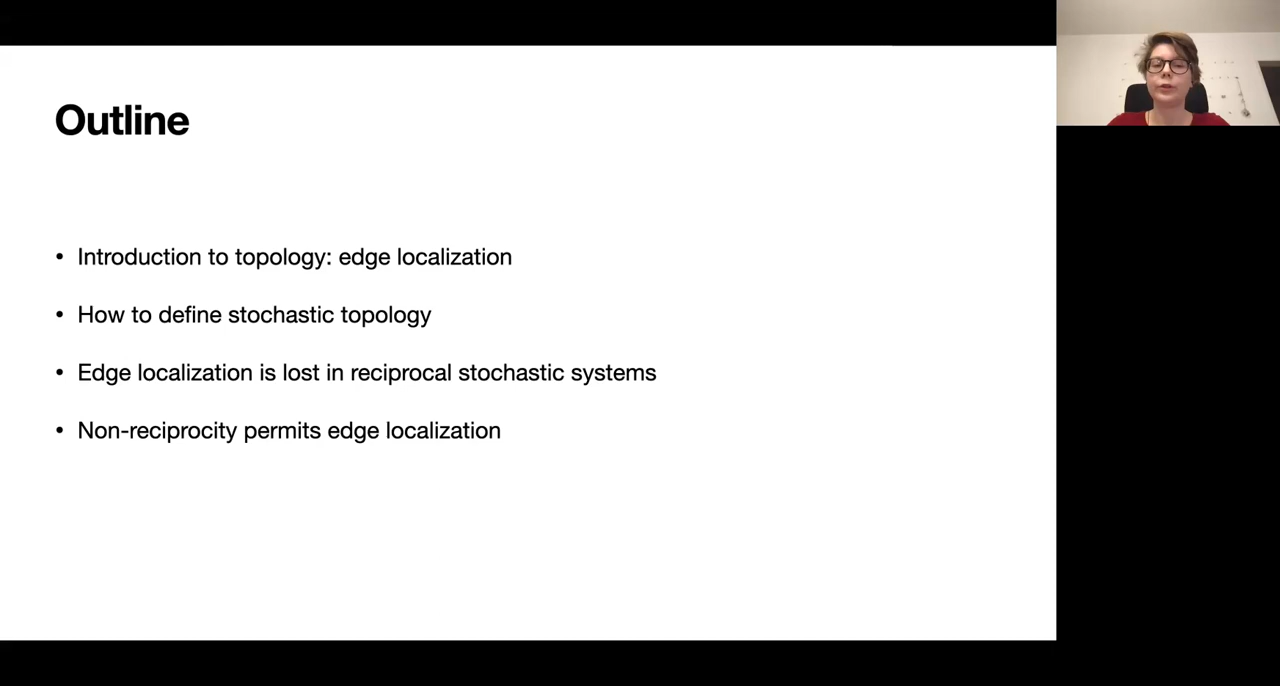 Outline
• Introduction to topology: edge localization
• How to define stochastic topology
• Edge localization is lost in reciprocal stochastic systems
• Non-reciprocity permits edge localization